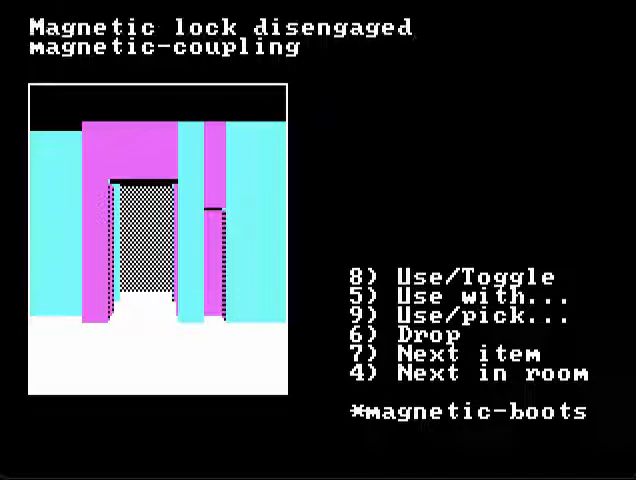 Magnetic lock disengaged
magnetic-coupling
8) Use/Toggle
5) Use with...
9) Use/pick...
6) Drop
7) Next item
4) Next in room
*magnetic-boots